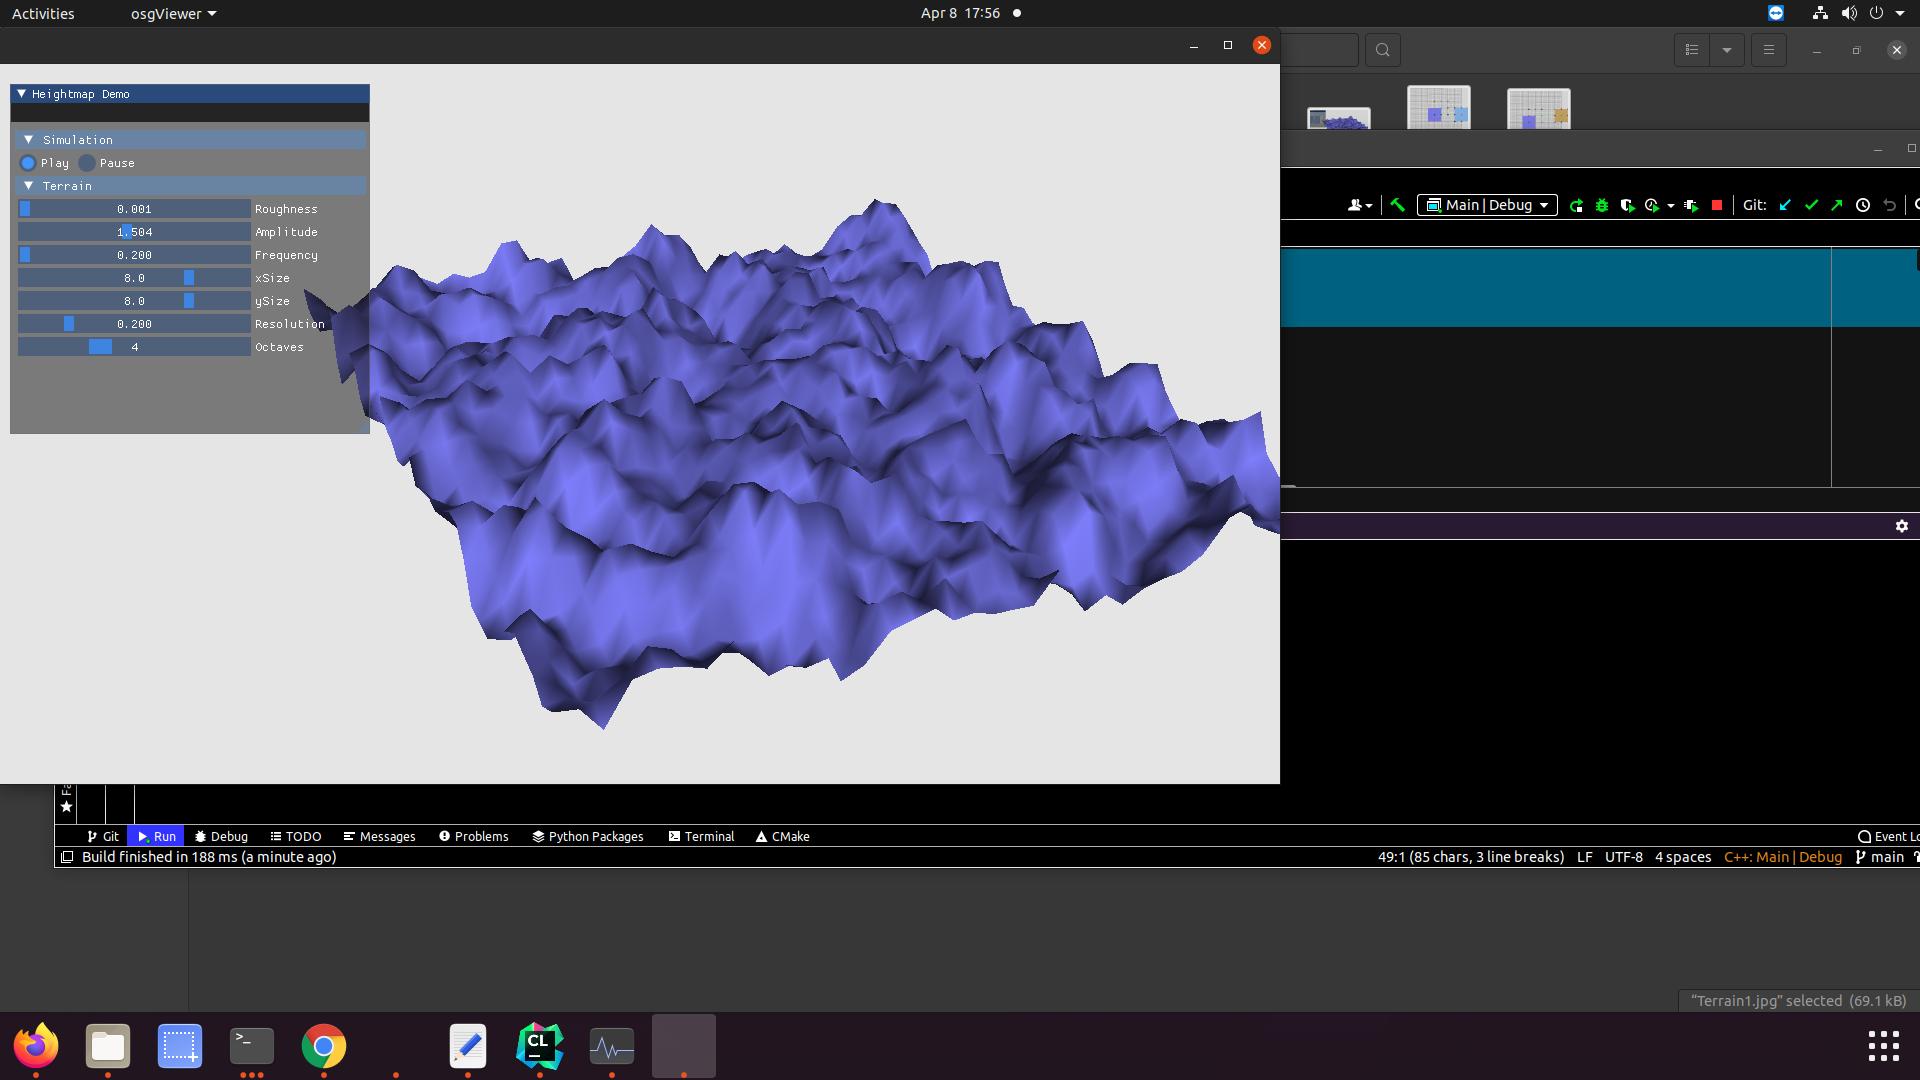 Activities osgViewer Apr 8 17:56
Heightmap Demo
Simulation
Play Pause
Terrain
0.001 Roughness
1.504 Amplitude
0.200 Frequency
8.0 xSize
8.0 ySize
0.200 Resolution
4 Octaves
Main | Debug Git:
Git Run Debug TODO Messages Problems Python Packages Terminal CMake Event Lo
Build finished in 188 ms (a minute ago) 49:1 (85 chars, 3 line breaks) LF UTF-8 4 spaces C++: Main | Debug main
"Terrain1.jpg" selected (69.1 kB)
>_
CL